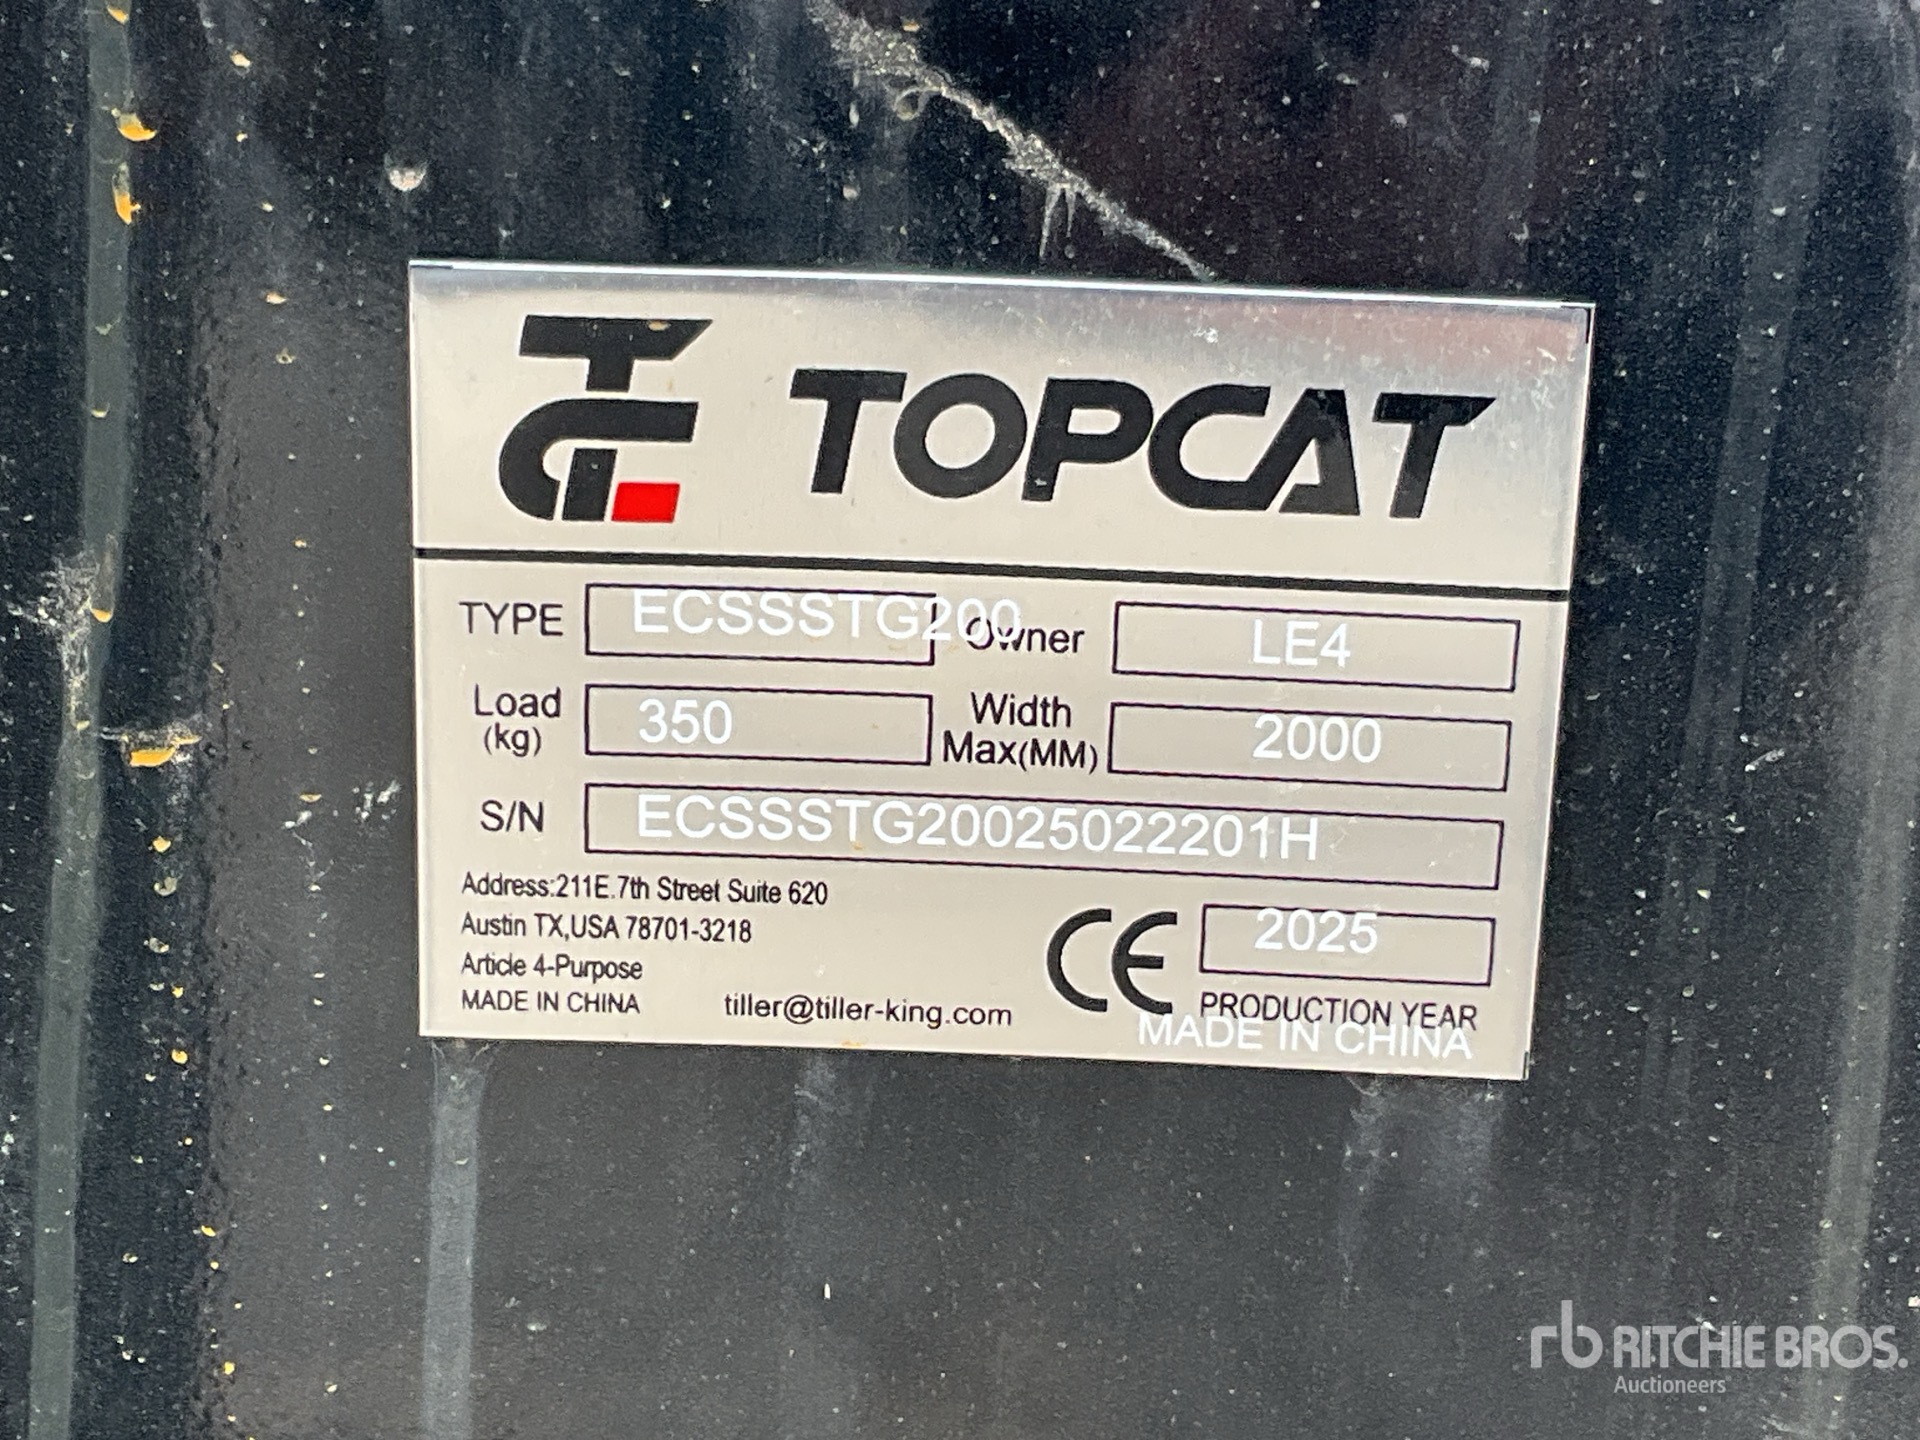 TOPCAT
TYPE ECSSSTG200 Owner LE4
Load (kg) 350 Width Max(MM) 2000
S/N ECSSSTG20025022201H
Address:211E.7th Street Suite 620
Austin TX,USA 78701-3218
Article 4-Purpose
MADE IN CHINA
tiller@tiller-king.com
CE
2025
PRODUCTION YEAR
MADE IN CHINA
rb RITCHIE BROS.
Auctioneers